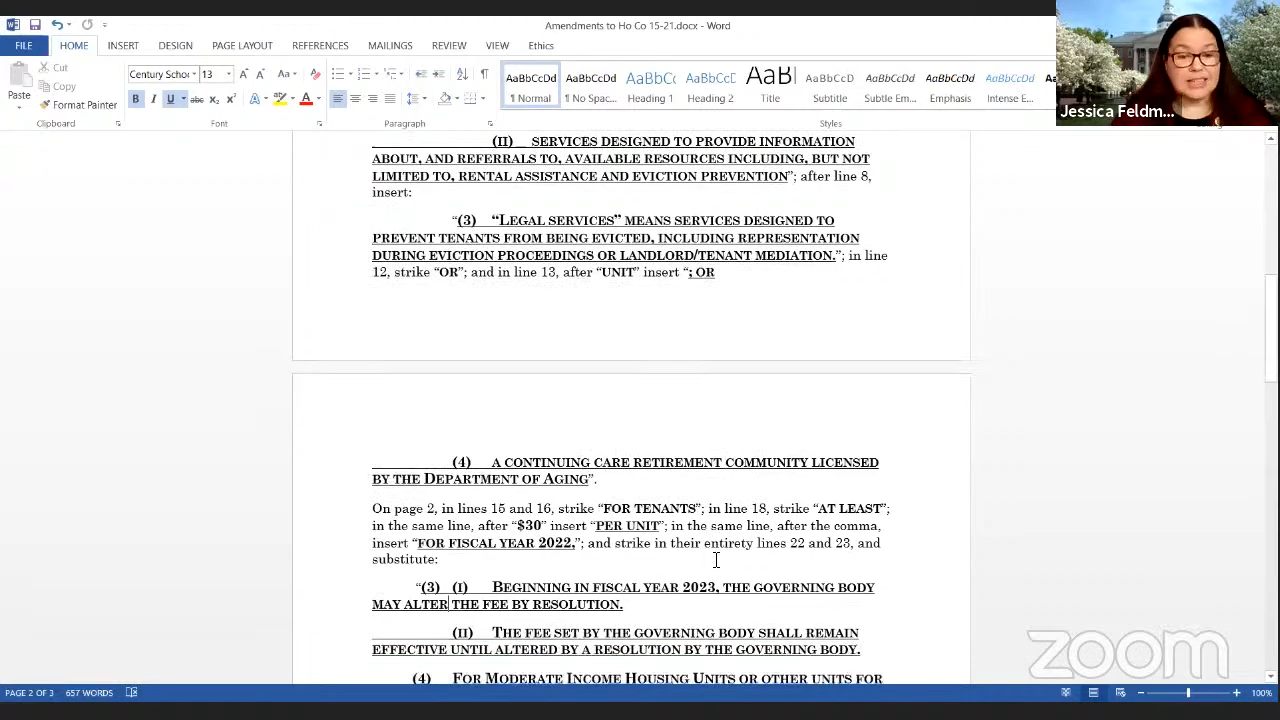 Amendments to Ho Co 15-21.docx - Word
FILE HOME INSERT DESIGN PAGE LAYOUT REFERENCES MAILINGS REVIEW VIEW Ethics
Cut
Copy
Format Painter
Paste
Century School 13
AaBbCcDd AaBbCcDd AaBbCc AaBbCcD AaB AaBbCcD AaBbCcDd AaBbCcDd AaBbCcDd
¶ Normal ¶ No Spac... Heading 1 Heading 2 Title Subtitle Subtle Em... Emphasis Intense E...
Clipboard Font Paragraph Styles
Jessica Feldm...
(II) SERVICES DESIGNED TO PROVIDE INFORMATION
ABOUT, AND REFERRALS TO, AVAILABLE RESOURCES INCLUDING, BUT NOT
LIMITED TO, RENTAL ASSISTANCE AND EVICTION PREVENTION”; after line 8,
insert:
“(3) “LEGAL SERVICES” MEANS SERVICES DESIGNED TO
PREVENT TENANTS FROM BEING EVICTED, INCLUDING REPRESENTATION
DURING EVICTION PROCEEDINGS OR LANDLORD/TENANT MEDIATION.”; in line
12, strike “OR”; and in line 13, after “UNIT” insert “; OR
(4) A CONTINUING CARE RETIREMENT COMMUNITY LICENSED
BY THE DEPARTMENT OF AGING”.
On page 2, in lines 15 and 16, strike “FOR TENANTS”; in line 18, strike “AT LEAST”;
in the same line, after “$30” insert “PER UNIT”; in the same line, after the comma,
insert “FOR FISCAL YEAR 2022,”; and strike in their entirety lines 22 and 23, and
substitute:
“(3) (I) BEGINNING IN FISCAL YEAR 2023, THE GOVERNING BODY
MAY ALTER THE FEE BY RESOLUTION.
(II) THE FEE SET BY THE GOVERNING BODY SHALL REMAIN
EFFECTIVE UNTIL ALTERED BY A RESOLUTION BY THE GOVERNING BODY.
(4) FOR MODERATE INCOME HOUSING UNITS OR OTHER UNITS FOR
zoom
PAGE 2 OF 3 657 WORDS 100%